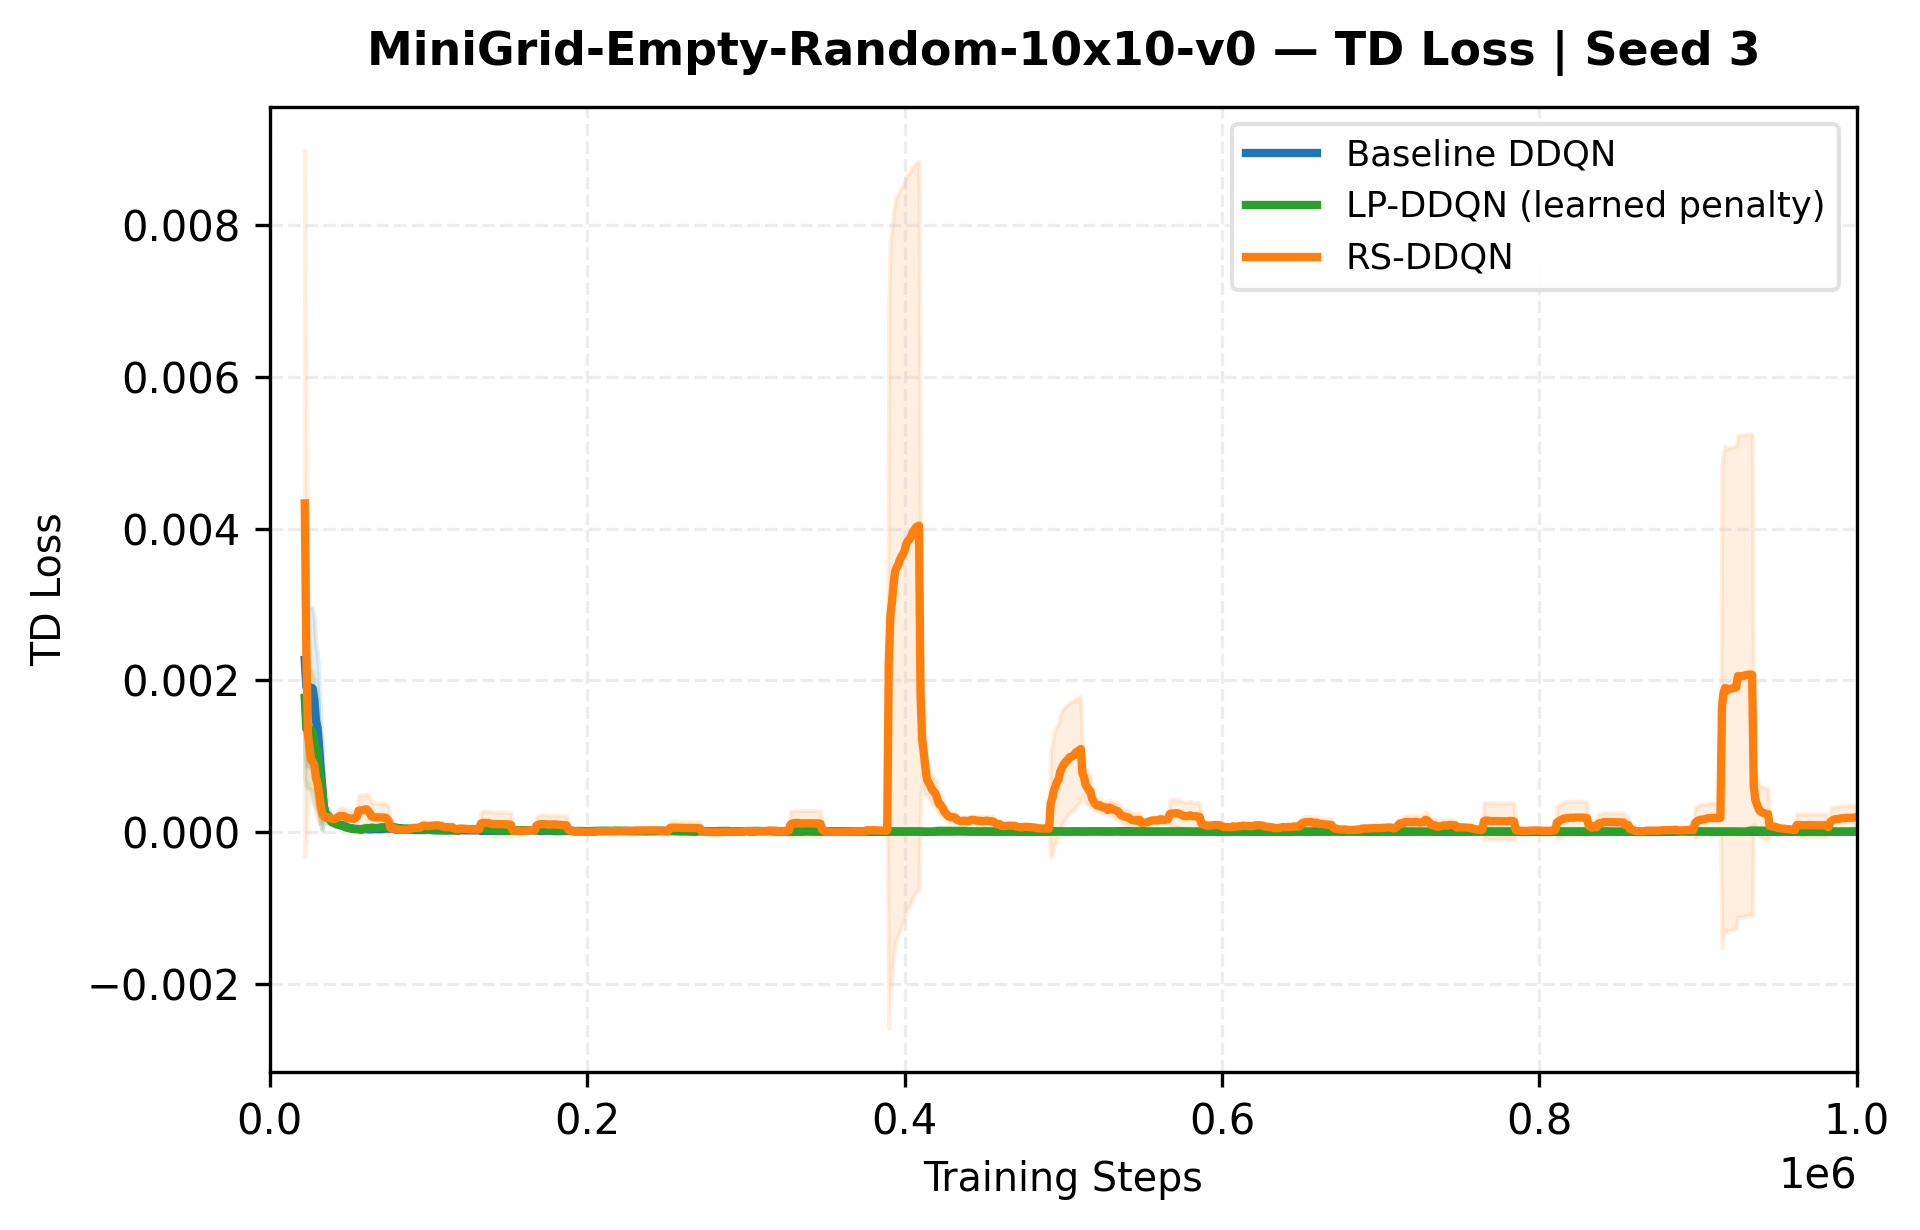 MiniGrid-Empty-Random-10x10-v0 — TD Loss | Seed 3
Baseline DDQN
LP-DDQN (learned penalty)
RS-DDQN
TD Loss
0.008
0.006
0.004
0.002
0.000
−0.002
0.0
0.2
0.4
0.6
0.8
1.0
1e6
Training Steps